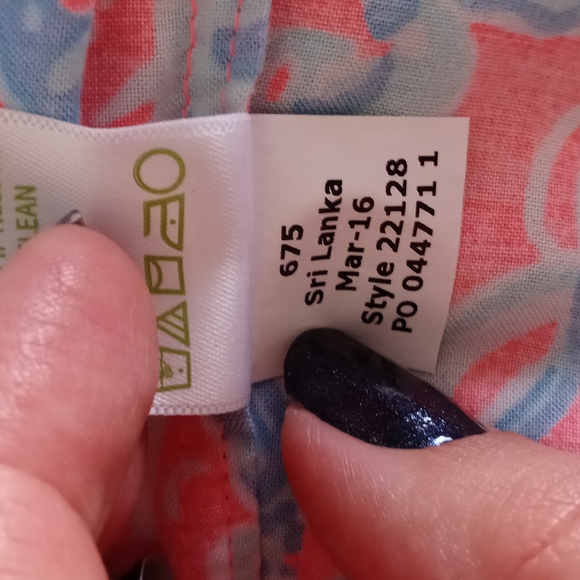 675
Sri Lanka
Mar-16
Style 22128
PO 044771 1